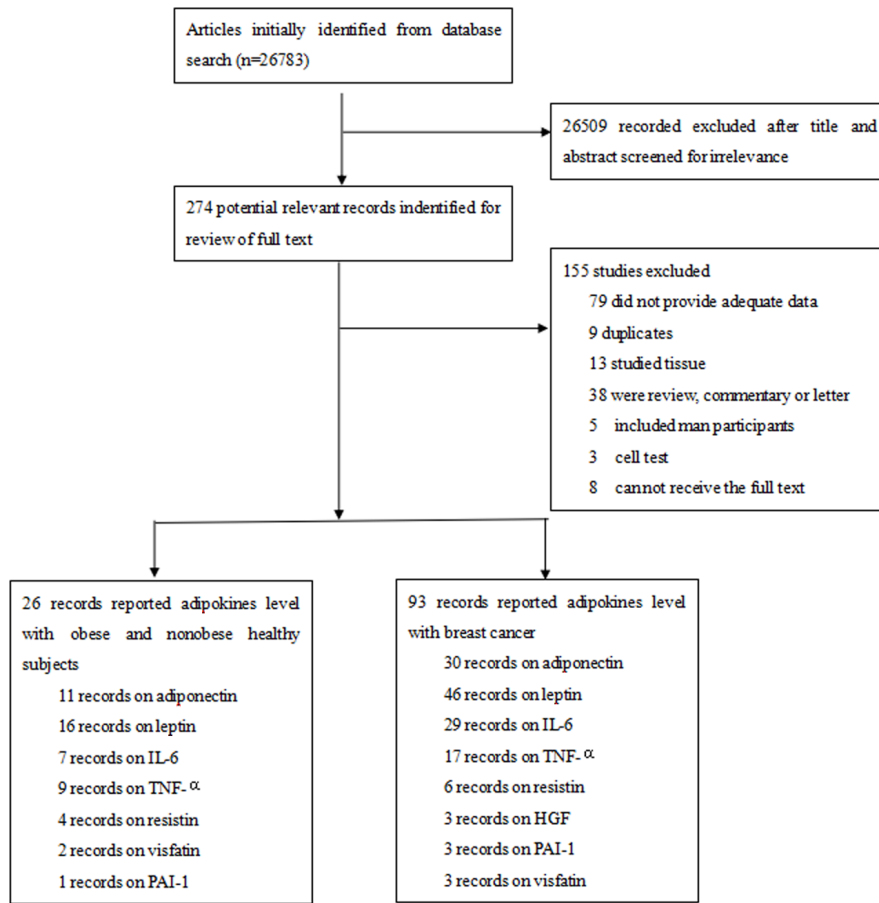 Articles initially identified from database
search (n=26783)
26509 recorded excluded after title and
abstract screened for irrelevance
274 potential relevant records indentified for
review of full text
155 studies excluded
79 did not provide adequate data
9 duplicates
13 studied tissue
38 were review, commentary or letter
5 included man participants
3 cell test
8 cannot receive the full text
26 records reported adipokines level
with obese and nonobese healthy
subjects
11 records on adiponectin
16 records on leptin
7 records on IL-6
9 records on TNF-α
4 records on resistin
2 records on visfatin
1 records on PAI-1
93 records reported adipokines level
with breast cancer
30 records on adiponectin
46 records on leptin
29 records on IL-6
17 records on TNF-α
6 records on resistin
3 records on HGF
3 records on PAI-1
3 records on visfatin